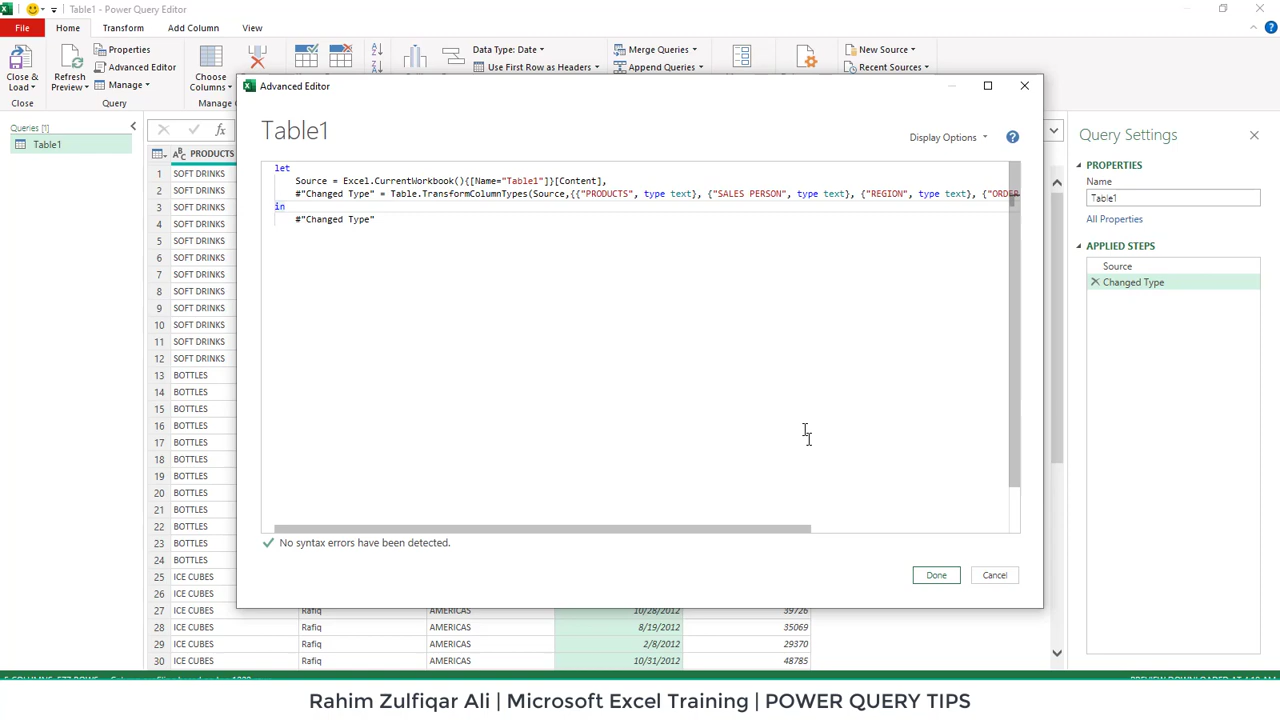 Table1 - Power Query Editor
File Home Transform Add Column View
Close & Load
Refresh Preview
Properties
Advanced Editor
Manage
Choose Columns
Data Type: Date
Use First Row as Headers
Merge Queries
Append Queries
New Source
Recent Sources
Close
Query
Manage
Queries [1]
Table1
fx
PRODUCTS
1 SOFT DRINKS
2 SOFT DRINKS
3 SOFT DRINKS
4 SOFT DRINKS
5 SOFT DRINKS
6 SOFT DRINKS
7 SOFT DRINKS
8 SOFT DRINKS
9 SOFT DRINKS
10 SOFT DRINKS
11 SOFT DRINKS
12 SOFT DRINKS
13 BOTTLES
14 BOTTLES
15 BOTTLES
16 BOTTLES
17 BOTTLES
18 BOTTLES
19 BOTTLES
20 BOTTLES
21 BOTTLES
22 BOTTLES
23 BOTTLES
24 BOTTLES
25 ICE CUBES
26 ICE CUBES
27 ICE CUBES Rafiq AMERICAS 10/28/2012 39726
28 ICE CUBES Rafiq AMERICAS 8/19/2012 35069
29 ICE CUBES Rafiq AMERICAS 2/8/2012 29370
30 ICE CUBES Rafiq AMERICAS 10/31/2012 48785
Advanced Editor
Table1
Display Options
let
Source = Excel.CurrentWorkbook(){[Name="Table1"]}[Content],
#"Changed Type" = Table.TransformColumnTypes(Source,{{"PRODUCTS", type text}, {"SALES PERSON", type text}, {"REGION", type text}, {"ORDER
in
#"Changed Type"
No syntax errors have been detected.
Done
Cancel
Query Settings
PROPERTIES
Name
Table1
All Properties
APPLIED STEPS
Source
Changed Type
Rahim Zulfiqar Ali | Microsoft Excel Training | POWER QUERY TIPS